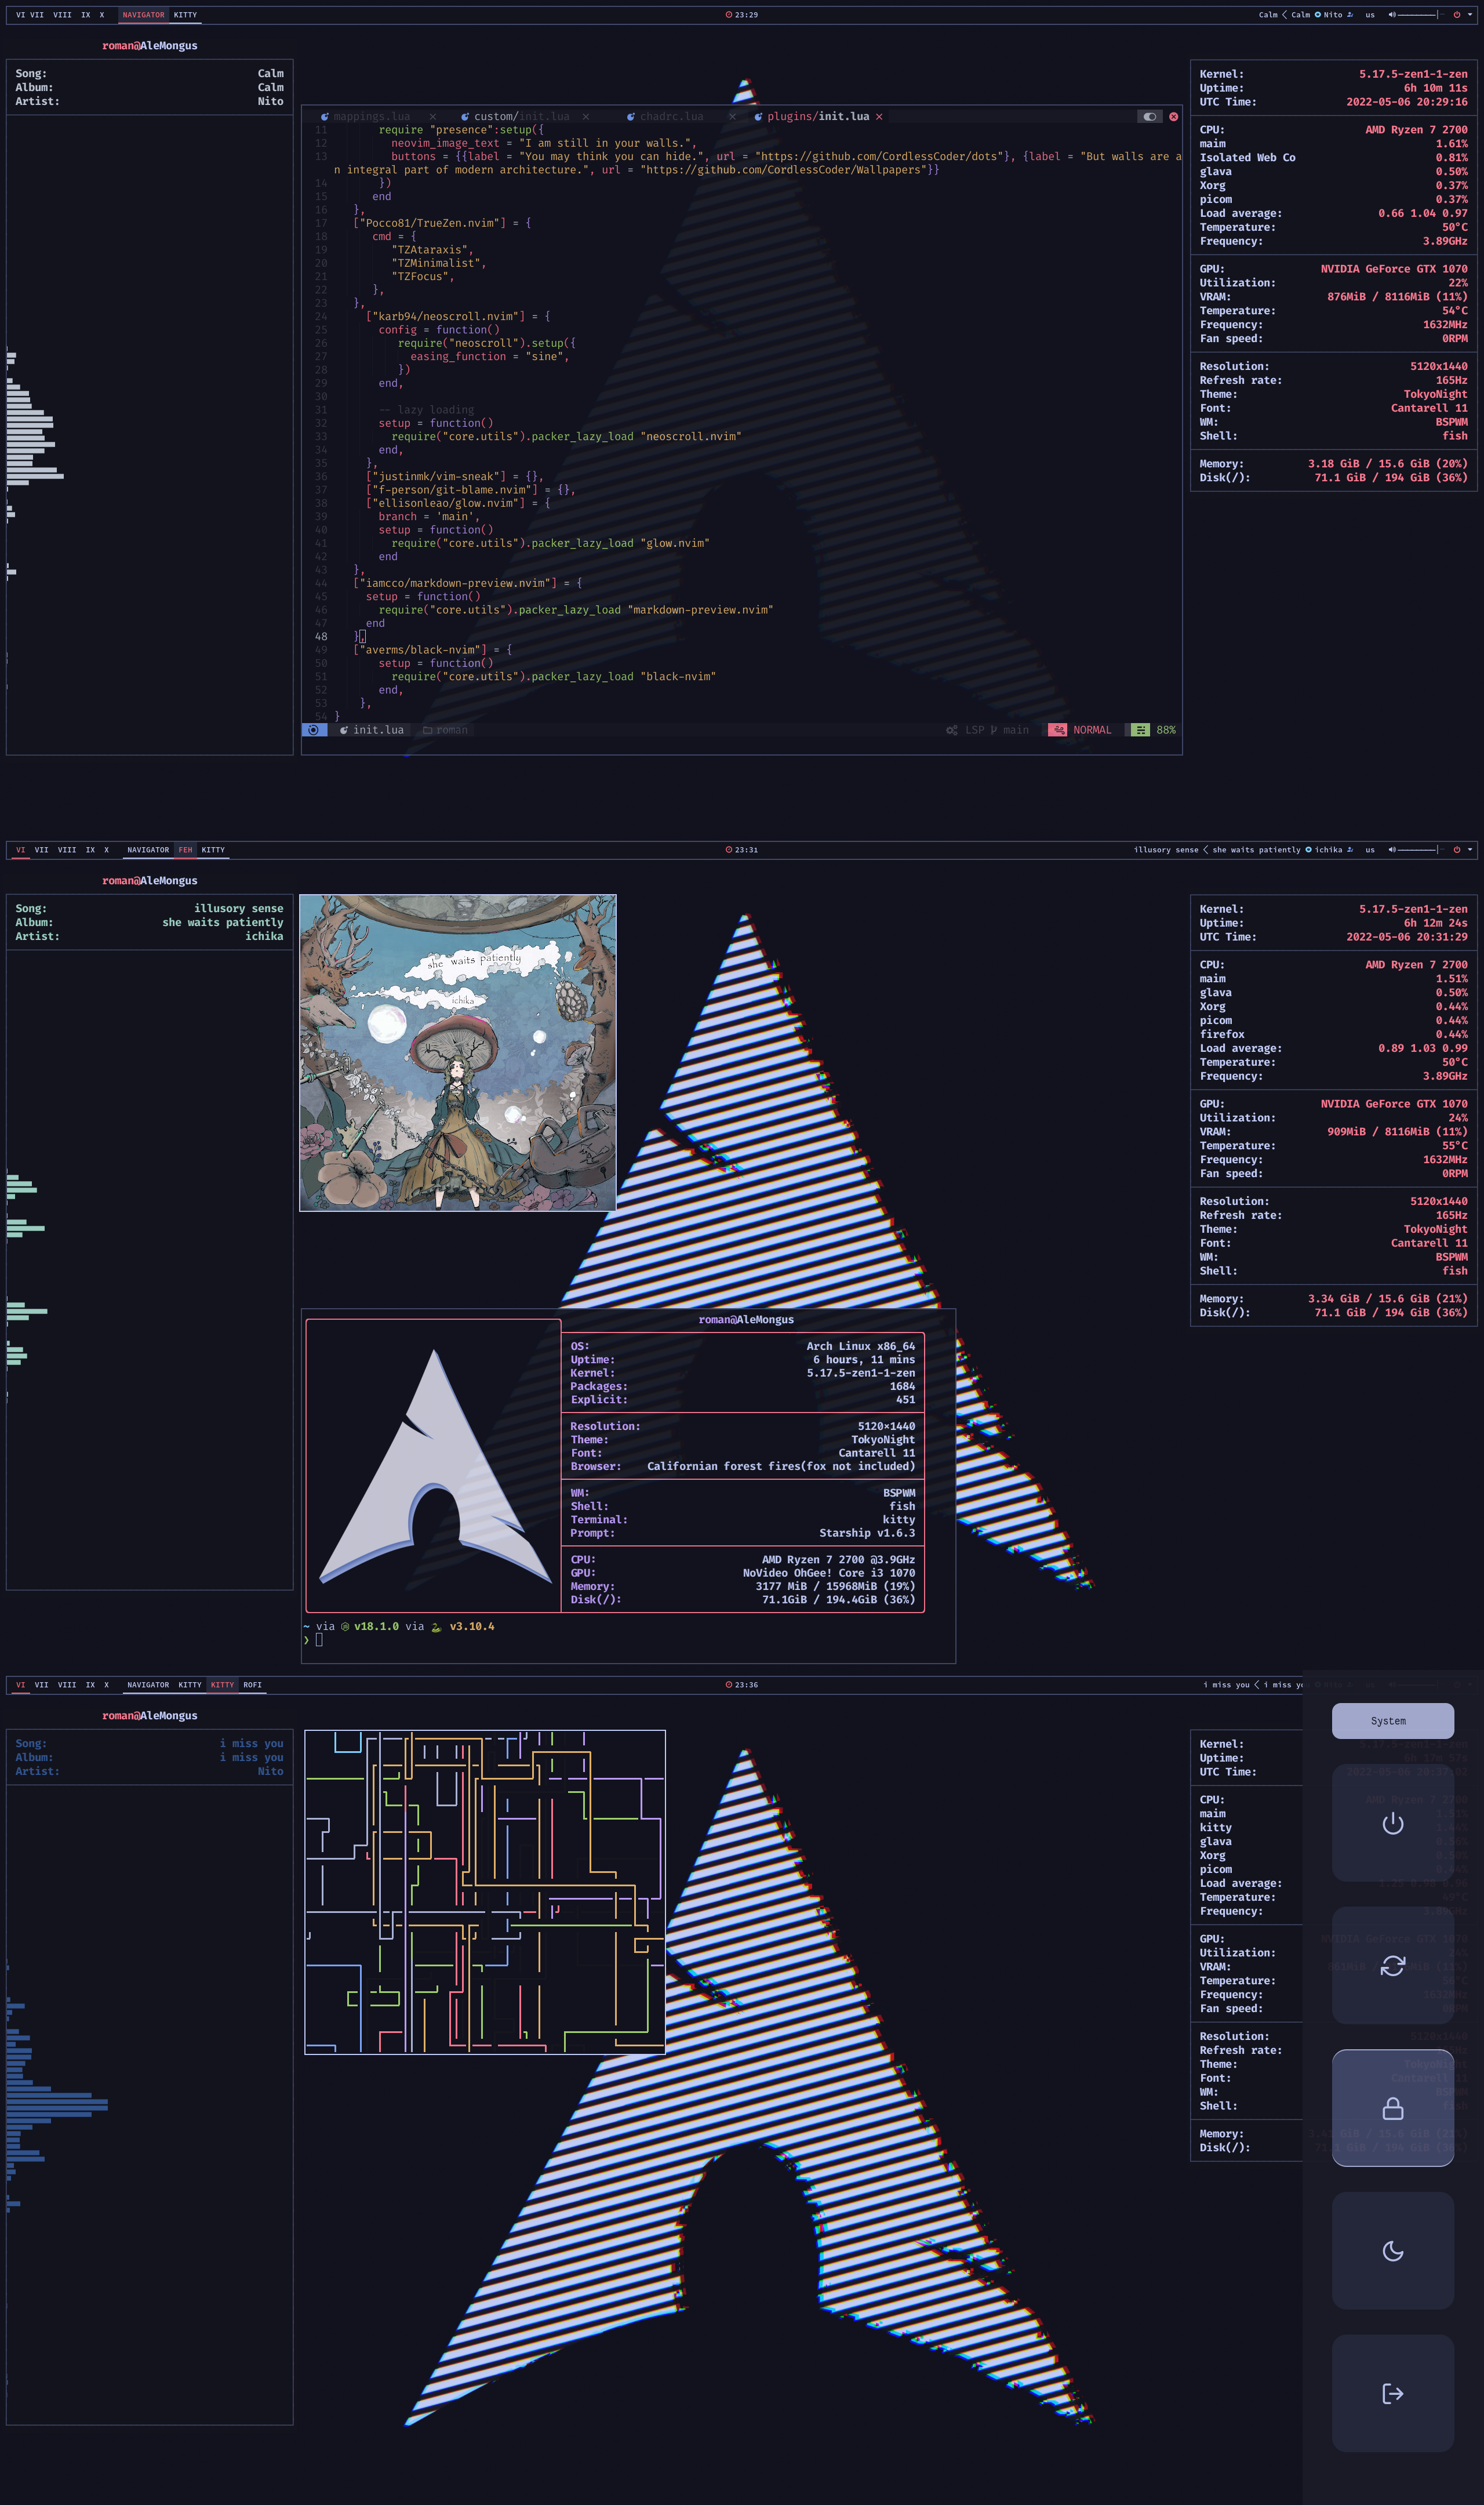 VI VII VIII IX X NAVIGATOR KITTY
23:29
Calm Calm Nito us
roman@AleMongus
Song: Calm
Album: Calm
Artist: Nito
mappings.lua custom/init.lua chadrc.lua plugins/init.lua
11 require "presence":setup({
12 neovim_image_text = "I am still in your walls.",
13 buttons = {{label = "You may think you can hide.", url = "https://github.com/CordlessCoder/dots"}, {label = "But walls are a
n integral part of modern architecture.", url = "https://github.com/CordlessCoder/Wallpapers"}}
14 })
15 end
16 },
17 ["Pocco81/TrueZen.nvim"] = {
18 cmd = {
19 "TZAtaraxis",
20 "TZMinimalist",
21 "TZFocus",
22 },
23 },
24 ["karb94/neoscroll.nvim"] = {
25 config = function()
26 require("neoscroll").setup({
27 easing_function = "sine",
28 })
29 end,
30
31 -- lazy loading
32 setup = function()
33 require("core.utils").packer_lazy_load "neoscroll.nvim"
34 end,
35 },
36 ["justinmk/vim-sneak"] = {},
37 ["f-person/git-blame.nvim"] = {},
38 ["ellisonleao/glow.nvim"] = {
39 branch = 'main',
40 setup = function()
41 require("core.utils").packer_lazy_load "glow.nvim"
42 end
43 },
44 ["iamcco/markdown-preview.nvim"] = {
45 setup = function()
46 require("core.utils").packer_lazy_load "markdown-preview.nvim"
47 end
48 },
49 ["averms/black-nvim"] = {
50 setup = function()
51 require("core.utils").packer_lazy_load "black-nvim"
52 end,
53 },
54 }
init.lua roman LSP main NORMAL 88%
Kernel: 5.17.5-zen1-1-zen
Uptime: 6h 10m 11s
UTC Time: 2022-05-06 20:29:16
CPU: AMD Ryzen 7 2700
maim 1.61%
Isolated Web Co 0.81%
glava 0.50%
Xorg 0.37%
picom 0.37%
Load average: 0.66 1.04 0.97
Temperature: 50°C
Frequency: 3.89GHz
GPU: NVIDIA GeForce GTX 1070
Utilization: 22%
VRAM: 876MiB / 8116MiB (11%)
Temperature: 54°C
Frequency: 1632MHz
Fan speed: 0RPM
Resolution: 5120x1440
Refresh rate: 165Hz
Theme: TokyoNight
Font: Cantarell 11
WM: BSPWM
Shell: fish
Memory: 3.18 GiB / 15.6 GiB (20%)
Disk(/): 71.1 GiB / 194 GiB (36%)
VI VII VIII IX X NAVIGATOR FEH KITTY
23:31
illusory sense she waits patiently ichika us
roman@AleMongus
Song: illusory sense
Album: she waits patiently
Artist: ichika
she waits patiently
ichika
roman@AleMongus
OS: Arch Linux x86_64
Uptime: 6 hours, 11 mins
Kernel: 5.17.5-zen1-1-zen
Packages: 1684
Explicit: 451
Resolution: 5120×1440
Theme: TokyoNight
Font: Cantarell 11
Browser: Californian forest fires(fox not included)
WM: BSPWM
Shell: fish
Terminal: kitty
Prompt: Starship v1.6.3
CPU: AMD Ryzen 7 2700 @3.9GHz
GPU: NoVideo OhGee! Core i3 1070
Memory: 3177 MiB / 15968MiB (19%)
Disk(/): 71.1GiB / 194.4GiB (36%)
~ via v18.1.0 via v3.10.4
❯
Kernel: 5.17.5-zen1-1-zen
Uptime: 6h 12m 24s
UTC Time: 2022-05-06 20:31:29
CPU: AMD Ryzen 7 2700
maim 1.51%
glava 0.50%
Xorg 0.44%
picom 0.44%
firefox 0.44%
Load average: 0.89 1.03 0.99
Temperature: 50°C
Frequency: 3.89GHz
GPU: NVIDIA GeForce GTX 1070
Utilization: 24%
VRAM: 909MiB / 8116MiB (11%)
Temperature: 55°C
Frequency: 1632MHz
Fan speed: 0RPM
Resolution: 5120x1440
Refresh rate: 165Hz
Theme: TokyoNight
Font: Cantarell 11
WM: BSPWM
Shell: fish
Memory: 3.34 GiB / 15.6 GiB (21%)
Disk(/): 71.1 GiB / 194 GiB (36%)
VI VII VIII IX X NAVIGATOR KITTY KITTY ROFI
23:36
i miss you i miss yo
roman@AleMongus
Song: i miss you
Album: i miss you
Artist: Nito
System
Kernel:
Uptime:
UTC Time:
CPU:
maim
kitty
glava
Xorg
picom
Load average:
Temperature:
Frequency:
GPU:
Utilization:
VRAM:
Temperature:
Frequency:
Fan speed:
Resolution:
Refresh rate:
Theme:
Font:
WM:
Shell:
Memory:
Disk(/):